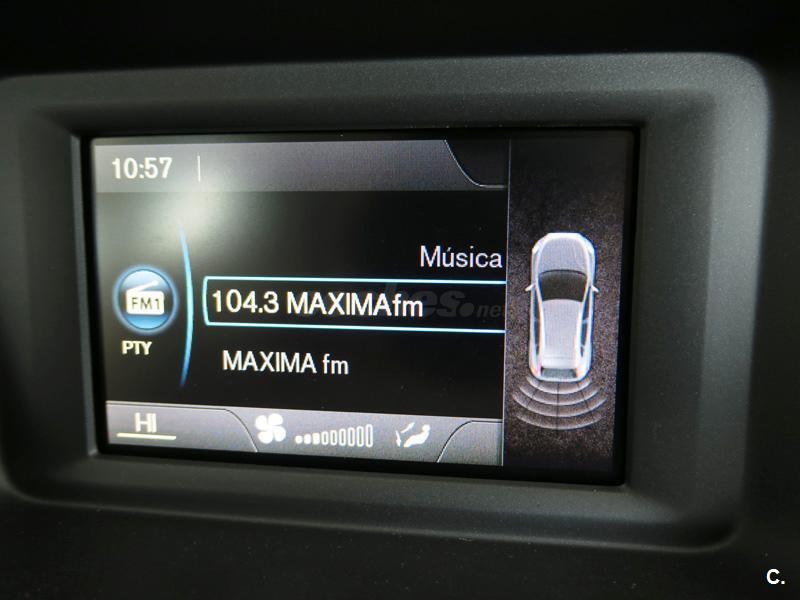 10:57
Música
FM1
104.3 MAXIMAfm
PTY
MAXIMA fm
HI
C.